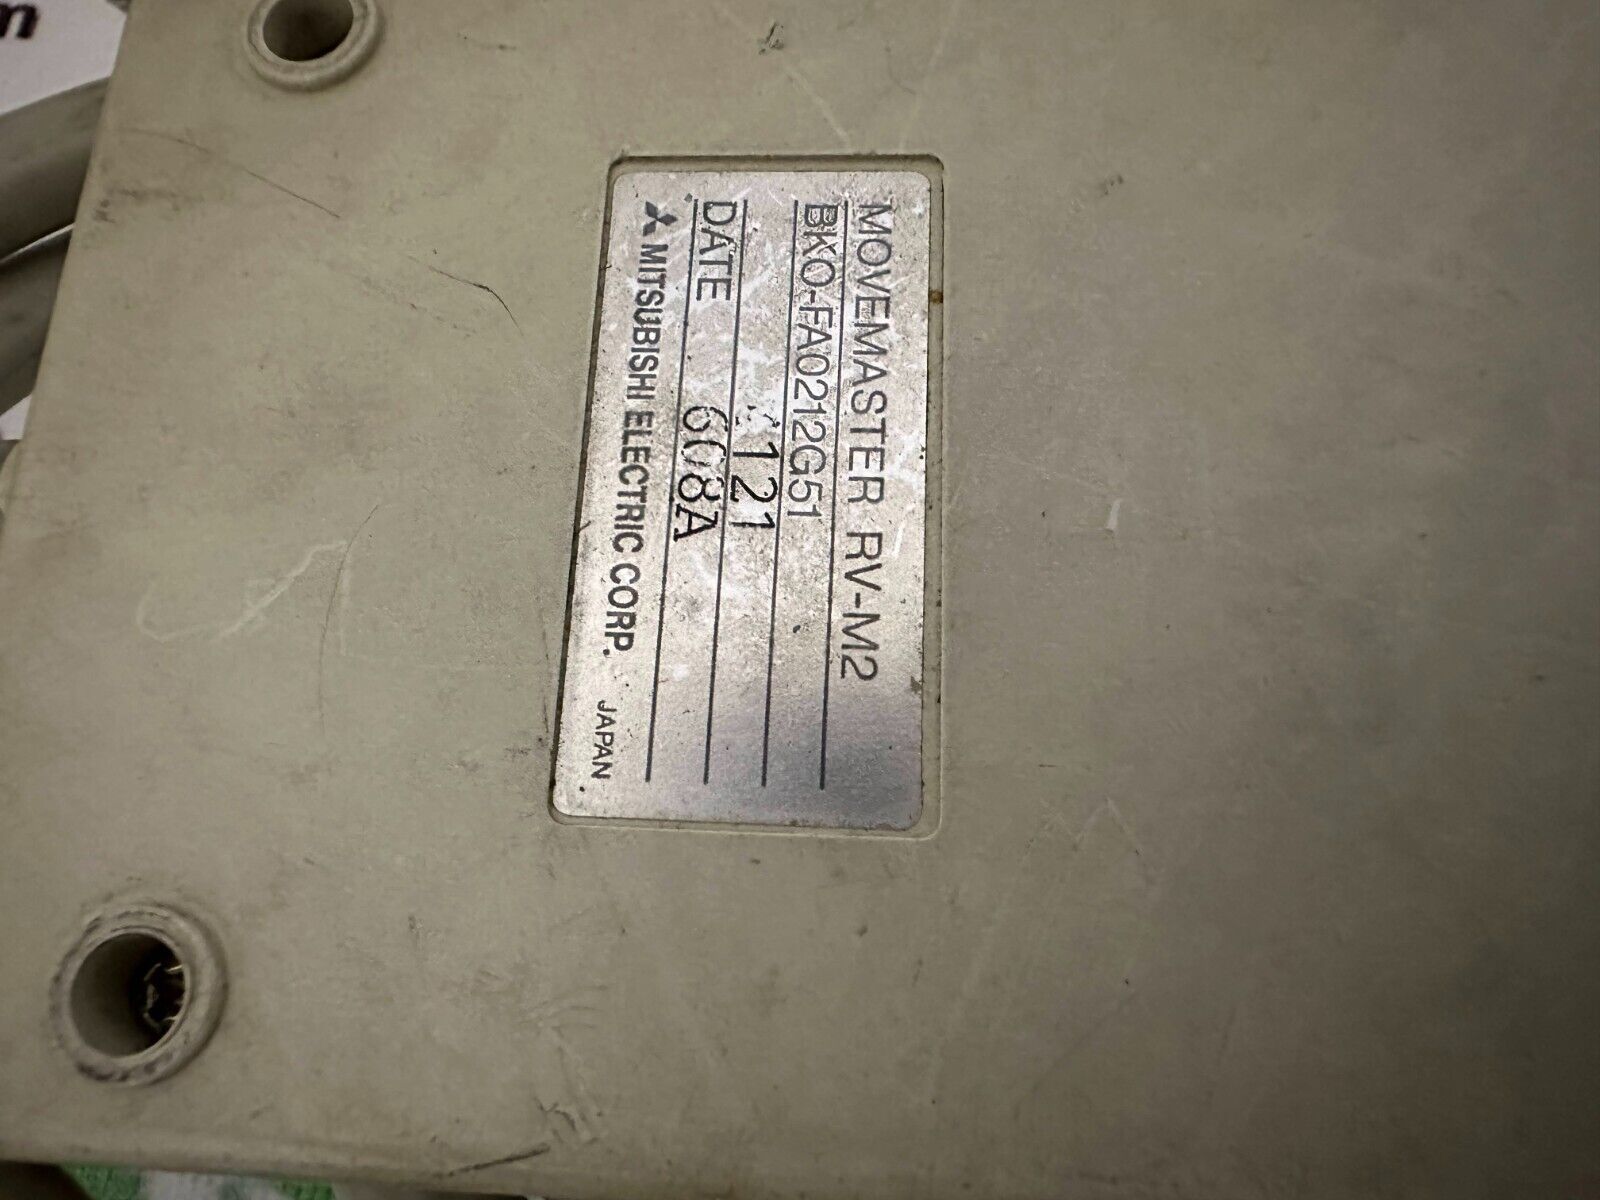 MOVEMASTER RV-M2
BKO-FA0212G51
121
DATE 608A
MITSUBISHI ELECTRIC CORP. JAPAN